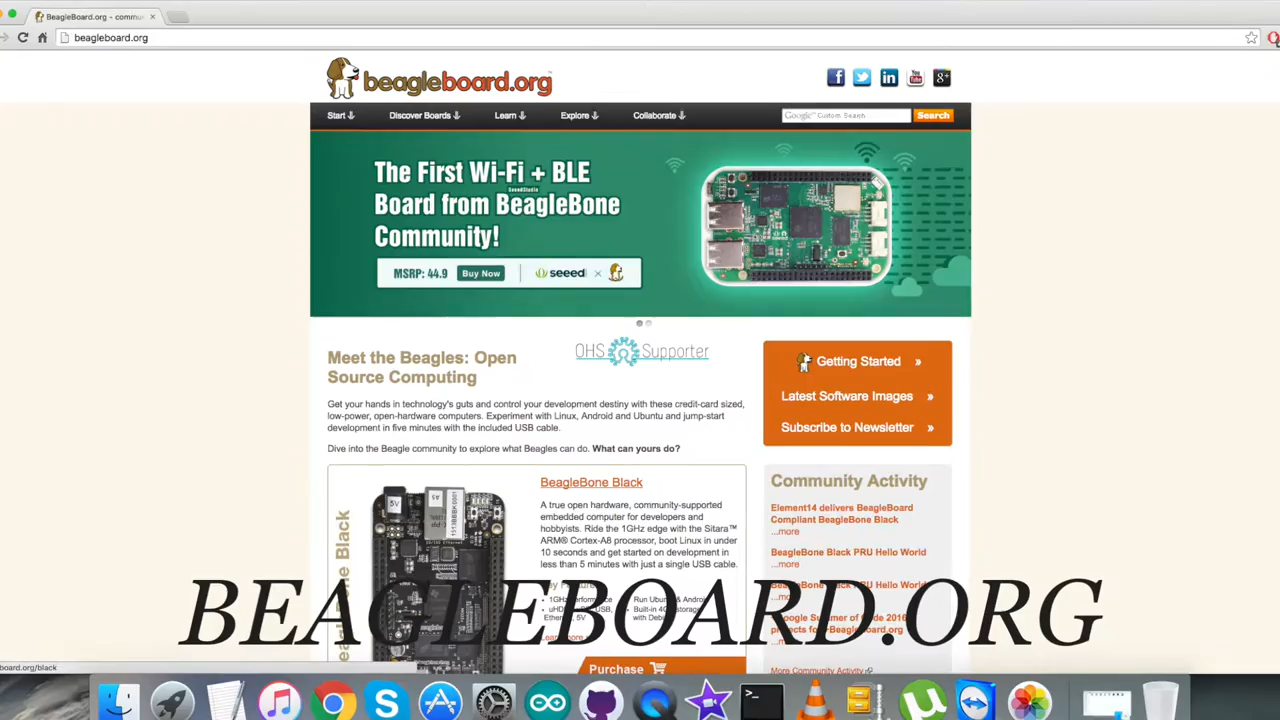 BeagleBoard.org - commu
beagleboard.org
beagleboard.org
Start
Discover Boards
Learn
Explore
Collaborate
Google Custom Search
Search
The First Wi-Fi + BLE
SeeedStudio
Board from BeagleBone
Community!
MSRP: 44.9
Buy Now
seeed
OHS Supporter
Meet the Beagles: Open
Source Computing
Get your hands in technology's guts and control your development destiny with these credit-card sized,
low-power, open-hardware computers. Experiment with Linux, Android and Ubuntu and jump-start
development in five minutes with the included USB cable.
Dive into the Beagle community to explore what Beagles can do. What can yours do?
Getting Started »
Latest Software Images »
Subscribe to Newsletter »
BeagleBone Black
A true open hardware, community-supported
embedded computer for developers and
hobbyists. Ride the 1GHz edge with the Sitara™
ARM® Cortex-A8 processor, boot Linux in under
10 seconds and get started on development in
less than 5 minutes with just a single USB cable.
5V
Purchase
Community Activity
Element14 delivers BeagleBoard
Compliant BeagleBone Black
...more
BeagleBone Black PRU Hello World
...more
More Community Activity
BEAGLEBOARD.ORG
board.org/black